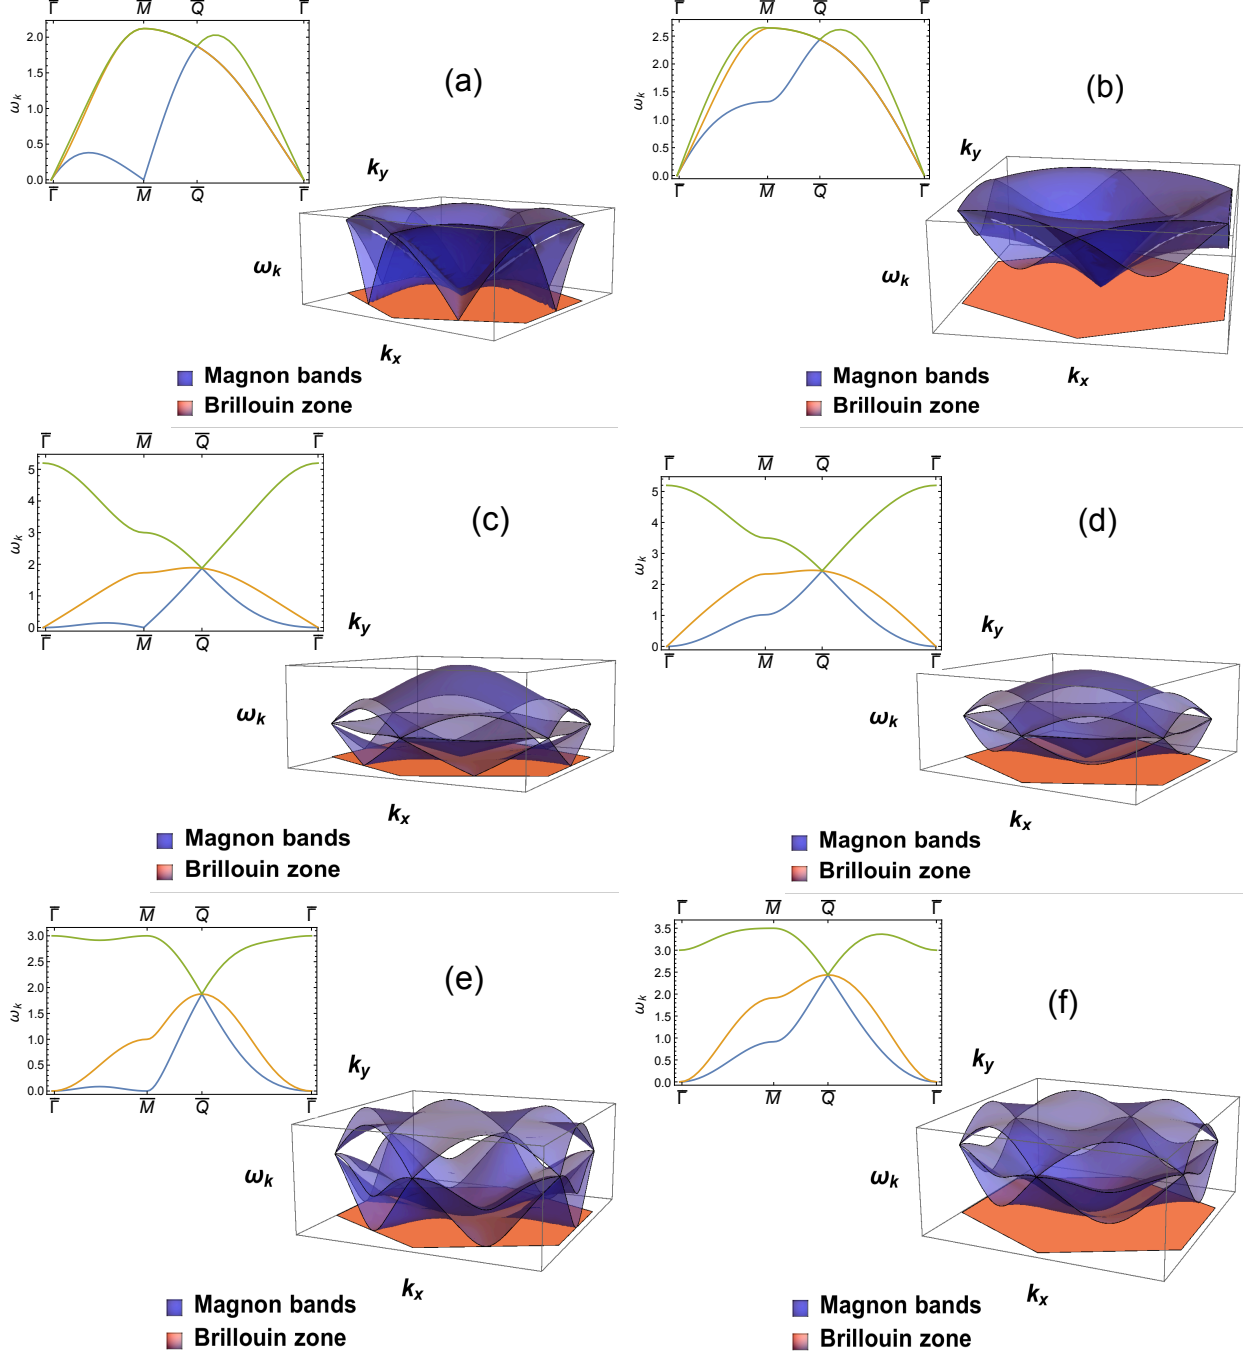 Γ̅ M̅ Q̅ Γ̅
2.0
1.5
1.0
0.5
0.0
ω_k
Γ̅ M̅ Q̅ Γ̅
(a)
k_y
ω_k
k_x
Magnon bands
Brillouin zone
Γ̅ M̅ Q̅ Γ̅
2.5
2.0
1.5
1.0
0.5
0.0
ω_k
Γ̅ M̅ Q̅ Γ̅
(b)
k_y
ω_k
k_x
Magnon bands
Brillouin zone
Γ̅ M̅ Q̅ Γ̅
5
4
3
2
1
0
ω_k
Γ̅ M̅ Q̅ Γ̅
(c)
k_y
ω_k
k_x
Magnon bands
Brillouin zone
Γ̅ M̅ Q̅ Γ̅
5
4
3
2
1
0
ω_k
Γ̅ M̅ Q̅ Γ̅
(d)
k_y
ω_k
k_x
Magnon bands
Brillouin zone
Γ̅ M̅ Q̅ Γ̅
3.0
2.5
2.0
1.5
1.0
0.5
0.0
ω_k
Γ̅ M̅ Q̅ Γ̅
(e)
k_y
ω_k
k_x
Magnon bands
Brillouin zone
Γ̅ M̅ Q̅ Γ̅
3.5
3.0
2.5
2.0
1.5
1.0
0.5
0.0
ω_k
Γ̅ M̅ Q̅ Γ̅
(f)
k_y
ω_k
k_x
Magnon bands
Brillouin zone